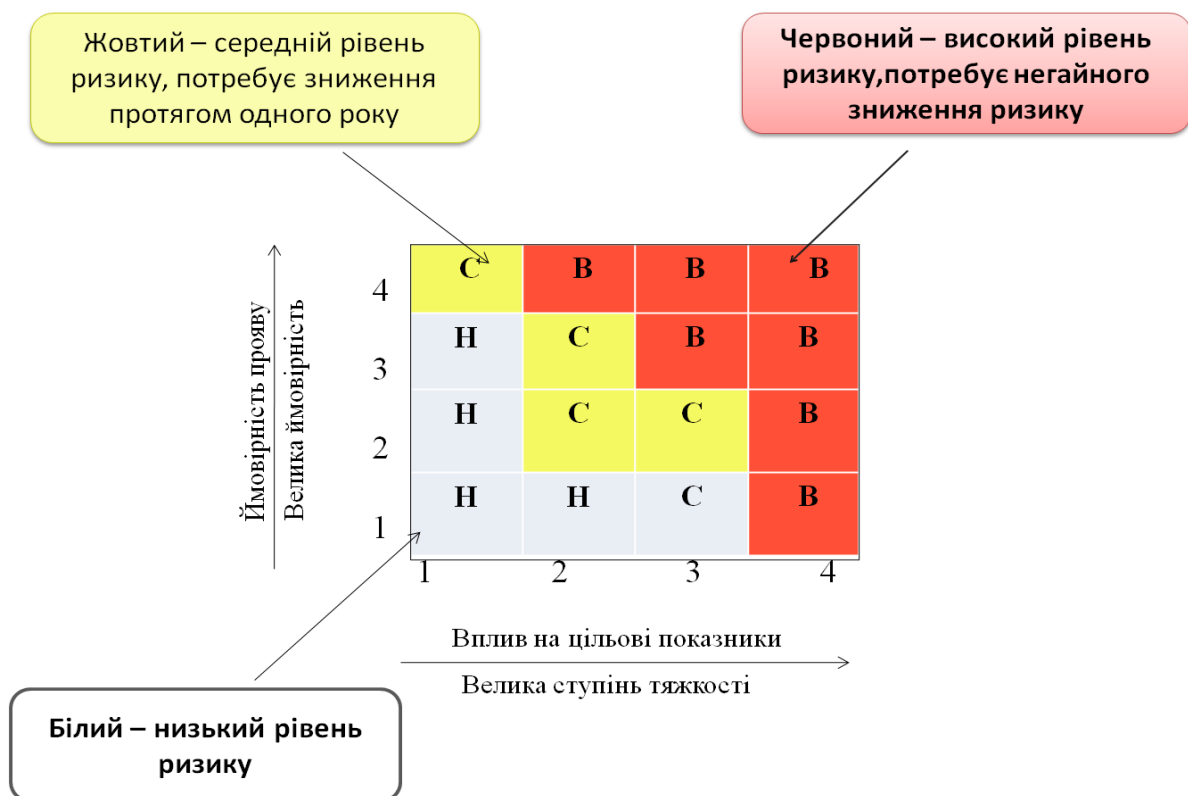 Жовтий – середній рівень
ризику, потребує зниження
протягом одного року
Червоний – високий рівень
ризику,потребує негайного
зниження ризику
Ймовірність прояву
Велика ймовірність
4
С
В
В
В
3
Н
С
В
В
2
Н
С
С
В
1
Н
Н
С
В
1
2
3
4
Вплив на цільові показники
Велика ступінь тяжкості
Білий – низький рівень
ризику